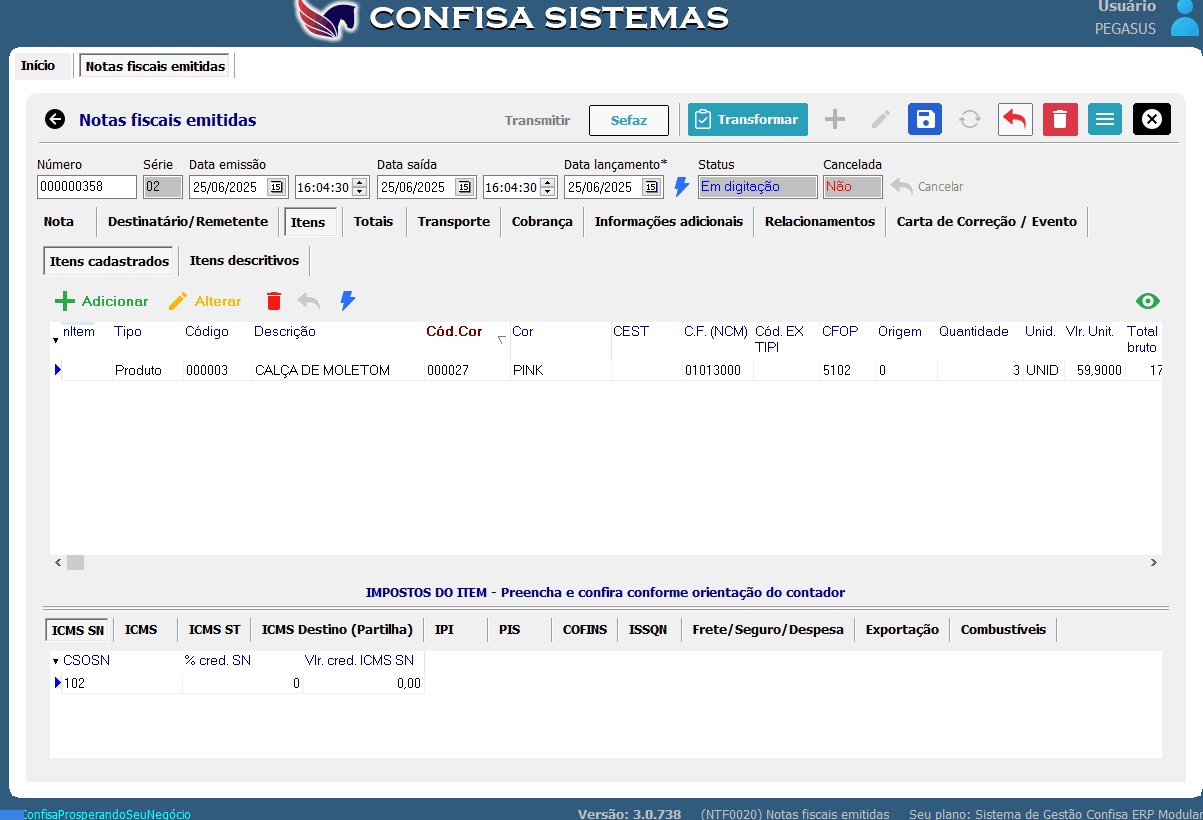 CONFISA SISTEMAS
Usuário
PEGASUS
Início
Notas fiscais emitidas
Notas fiscais emitidas
Transmitir
Sefaz
Transformar
Número
Série
Data emissão
Data saída
Data lançamento*
Status
Cancelada
000000358
02
25/06/2025
15
16:04:30
25/06/2025
15
16:04:30
25/06/2025
15
Em digitação
Não
Cancelar
Nota
Destinatário/Remetente
Itens
Totais
Transporte
Cobrança
Informações adicionais
Relacionamentos
Carta de Correção / Evento
Itens cadastrados
Itens descritivos
Adicionar
Alterar
nItem
Tipo
Código
Descrição
Cód.Cor
Cor
CEST
C.F. (NCM)
Cód. EX
TIPI
CFOP
Origem
Quantidade
Unid.
Vlr. Unit.
Total
bruto
Produto
000003
CALÇA DE MOLETOM
000027
PINK
01013000
5102
0
3
UNID
59,9000
17
IMPOSTOS DO ITEM - Preencha e confira conforme orientação do contador
ICMS SN
ICMS
ICMS ST
ICMS Destino (Partilha)
IPI
PIS
COFINS
ISSQN
Frete/Seguro/Despesa
Exportação
Combustíveis
CSOSN
% cred. SN
Vlr. cred. ICMS SN
102
0
0,00
ConfisaProsperandoSeuNegócio
Versão: 3.0.738
(NTF0020) Notas fiscais emitidas
Seu plano: Sistema de Gestão Confisa ERP Modular